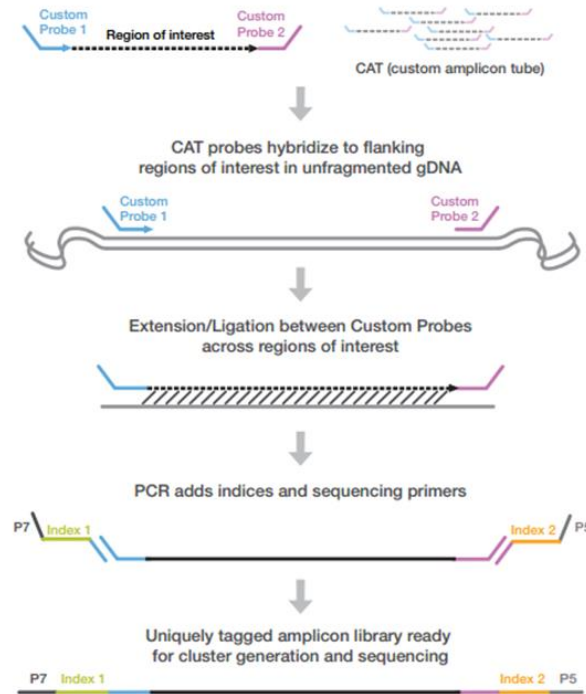 Custom
Probe 1
Region of interest
Custom
Probe 2
CAT (custom amplicon tube)
CAT probes hybridize to flanking
regions of interest in unfragmented gDNA
Custom
Probe 1
Custom
Probe 2
Extension/Ligation between Custom Probes
across regions of interest
PCR adds indices and sequencing primers
P7
Index 1
Index 2
Uniquely tagged amplicon library ready
for cluster generation and sequencing
P7
Index 1
Index 2
P5